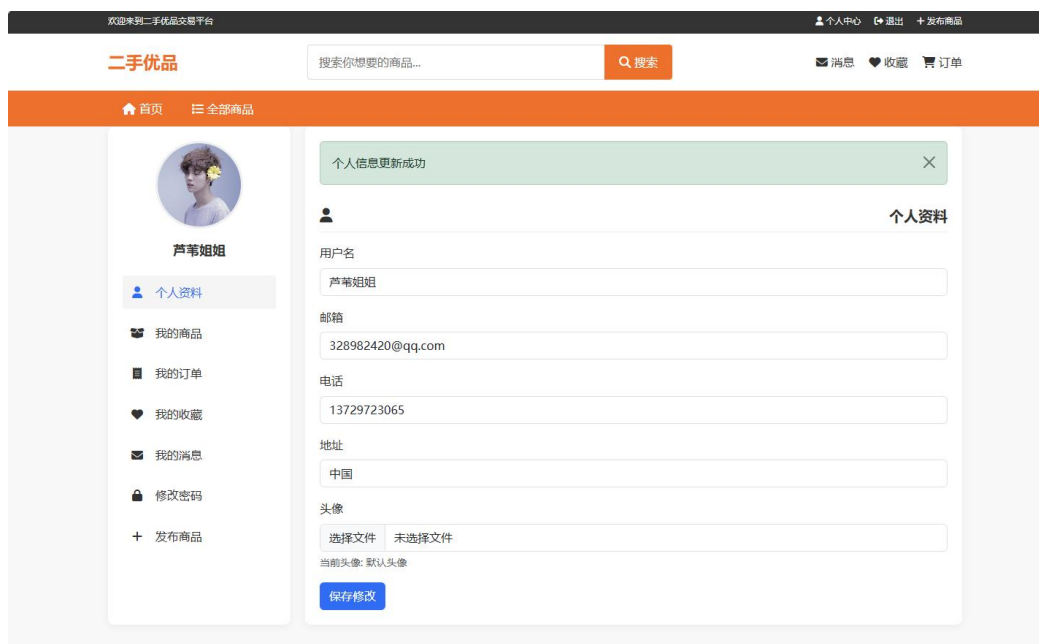 欢迎来到二手优品交易平台
个人中心 退出 发布商品
二手优品
搜索你想要的商品...
搜索
消息 收藏 订单
首页 全部商品
芦苇姐姐
个人资料
我的商品
我的订单
我的收藏
我的消息
修改密码
发布商品
个人信息更新成功
个人资料
用户名
芦苇姐姐
邮箱
328982420@qq.com
电话
13729723065
地址
中国
头像
选择文件 未选择文件
当前头像: 默认头像
保存修改